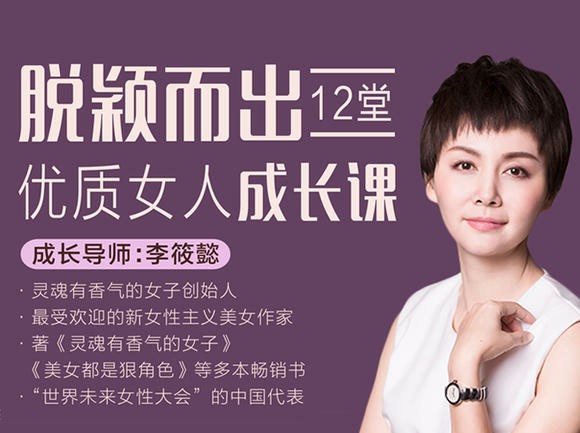 脱颖而出12堂
优质女人成长课
成长导师:李筱懿
·灵魂有香气的女子创始人
·最受欢迎的新女性主义美女作家
·著《灵魂有香气的女子》
《美女都是狠角色》等多本畅销书
·“世界未来女性大会”的中国代表